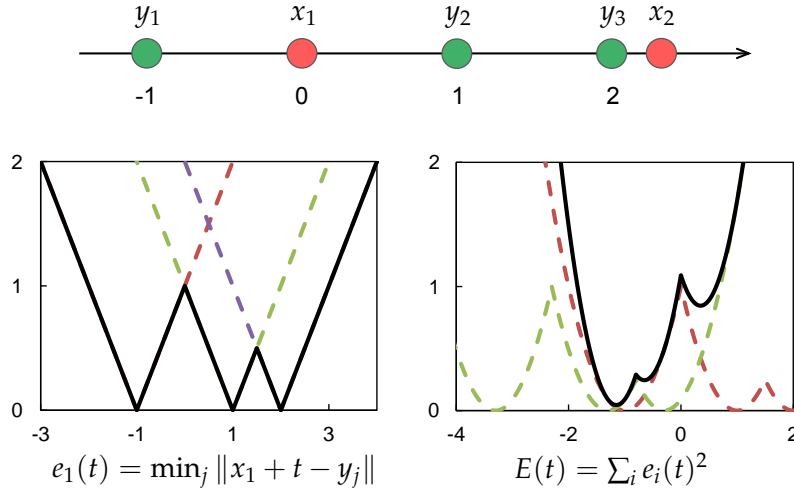 y₁ x₁ y₂ y₃ x₂
-1 0 1 2
2 2
1 1
0 0
-3 -1 1 3 -4 -2 0 2
e₁(t) = minⱼ ‖x₁ + t − yⱼ‖ E(t) = ∑ᵢ eᵢ(t)²